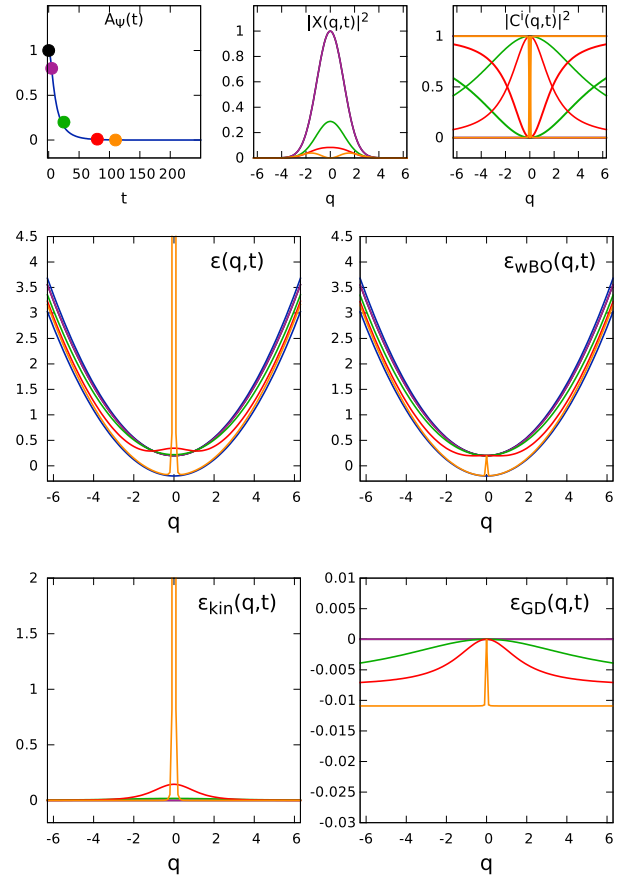 A_Ψ(t)
1
0.5
0
0 50 100 150 200
t
|X(q,t)|²
1
0.8
0.6
0.4
0.2
0
-6 -4 -2 0 2 4 6
q
|Cⁱ(q,t)|²
1
0.5
0
-6 -4 -2 0 2 4 6
q
ε(q,t)
4.5
4
3.5
3
2.5
2
1.5
1
0.5
0
-6 -4 -2 0 2 4 6
q
ε_wBO(q,t)
4.5
4
3.5
3
2.5
2
1.5
1
0.5
0
-6 -4 -2 0 2 4 6
q
ε_kin(q,t)
2
1.5
1
0.5
0
-6 -4 -2 0 2 4 6
q
ε_GD(q,t)
0.01
0.005
0
-0.005
-0.01
-0.015
-0.02
-0.025
-0.03
-6 -4 -2 0 2 4 6
q